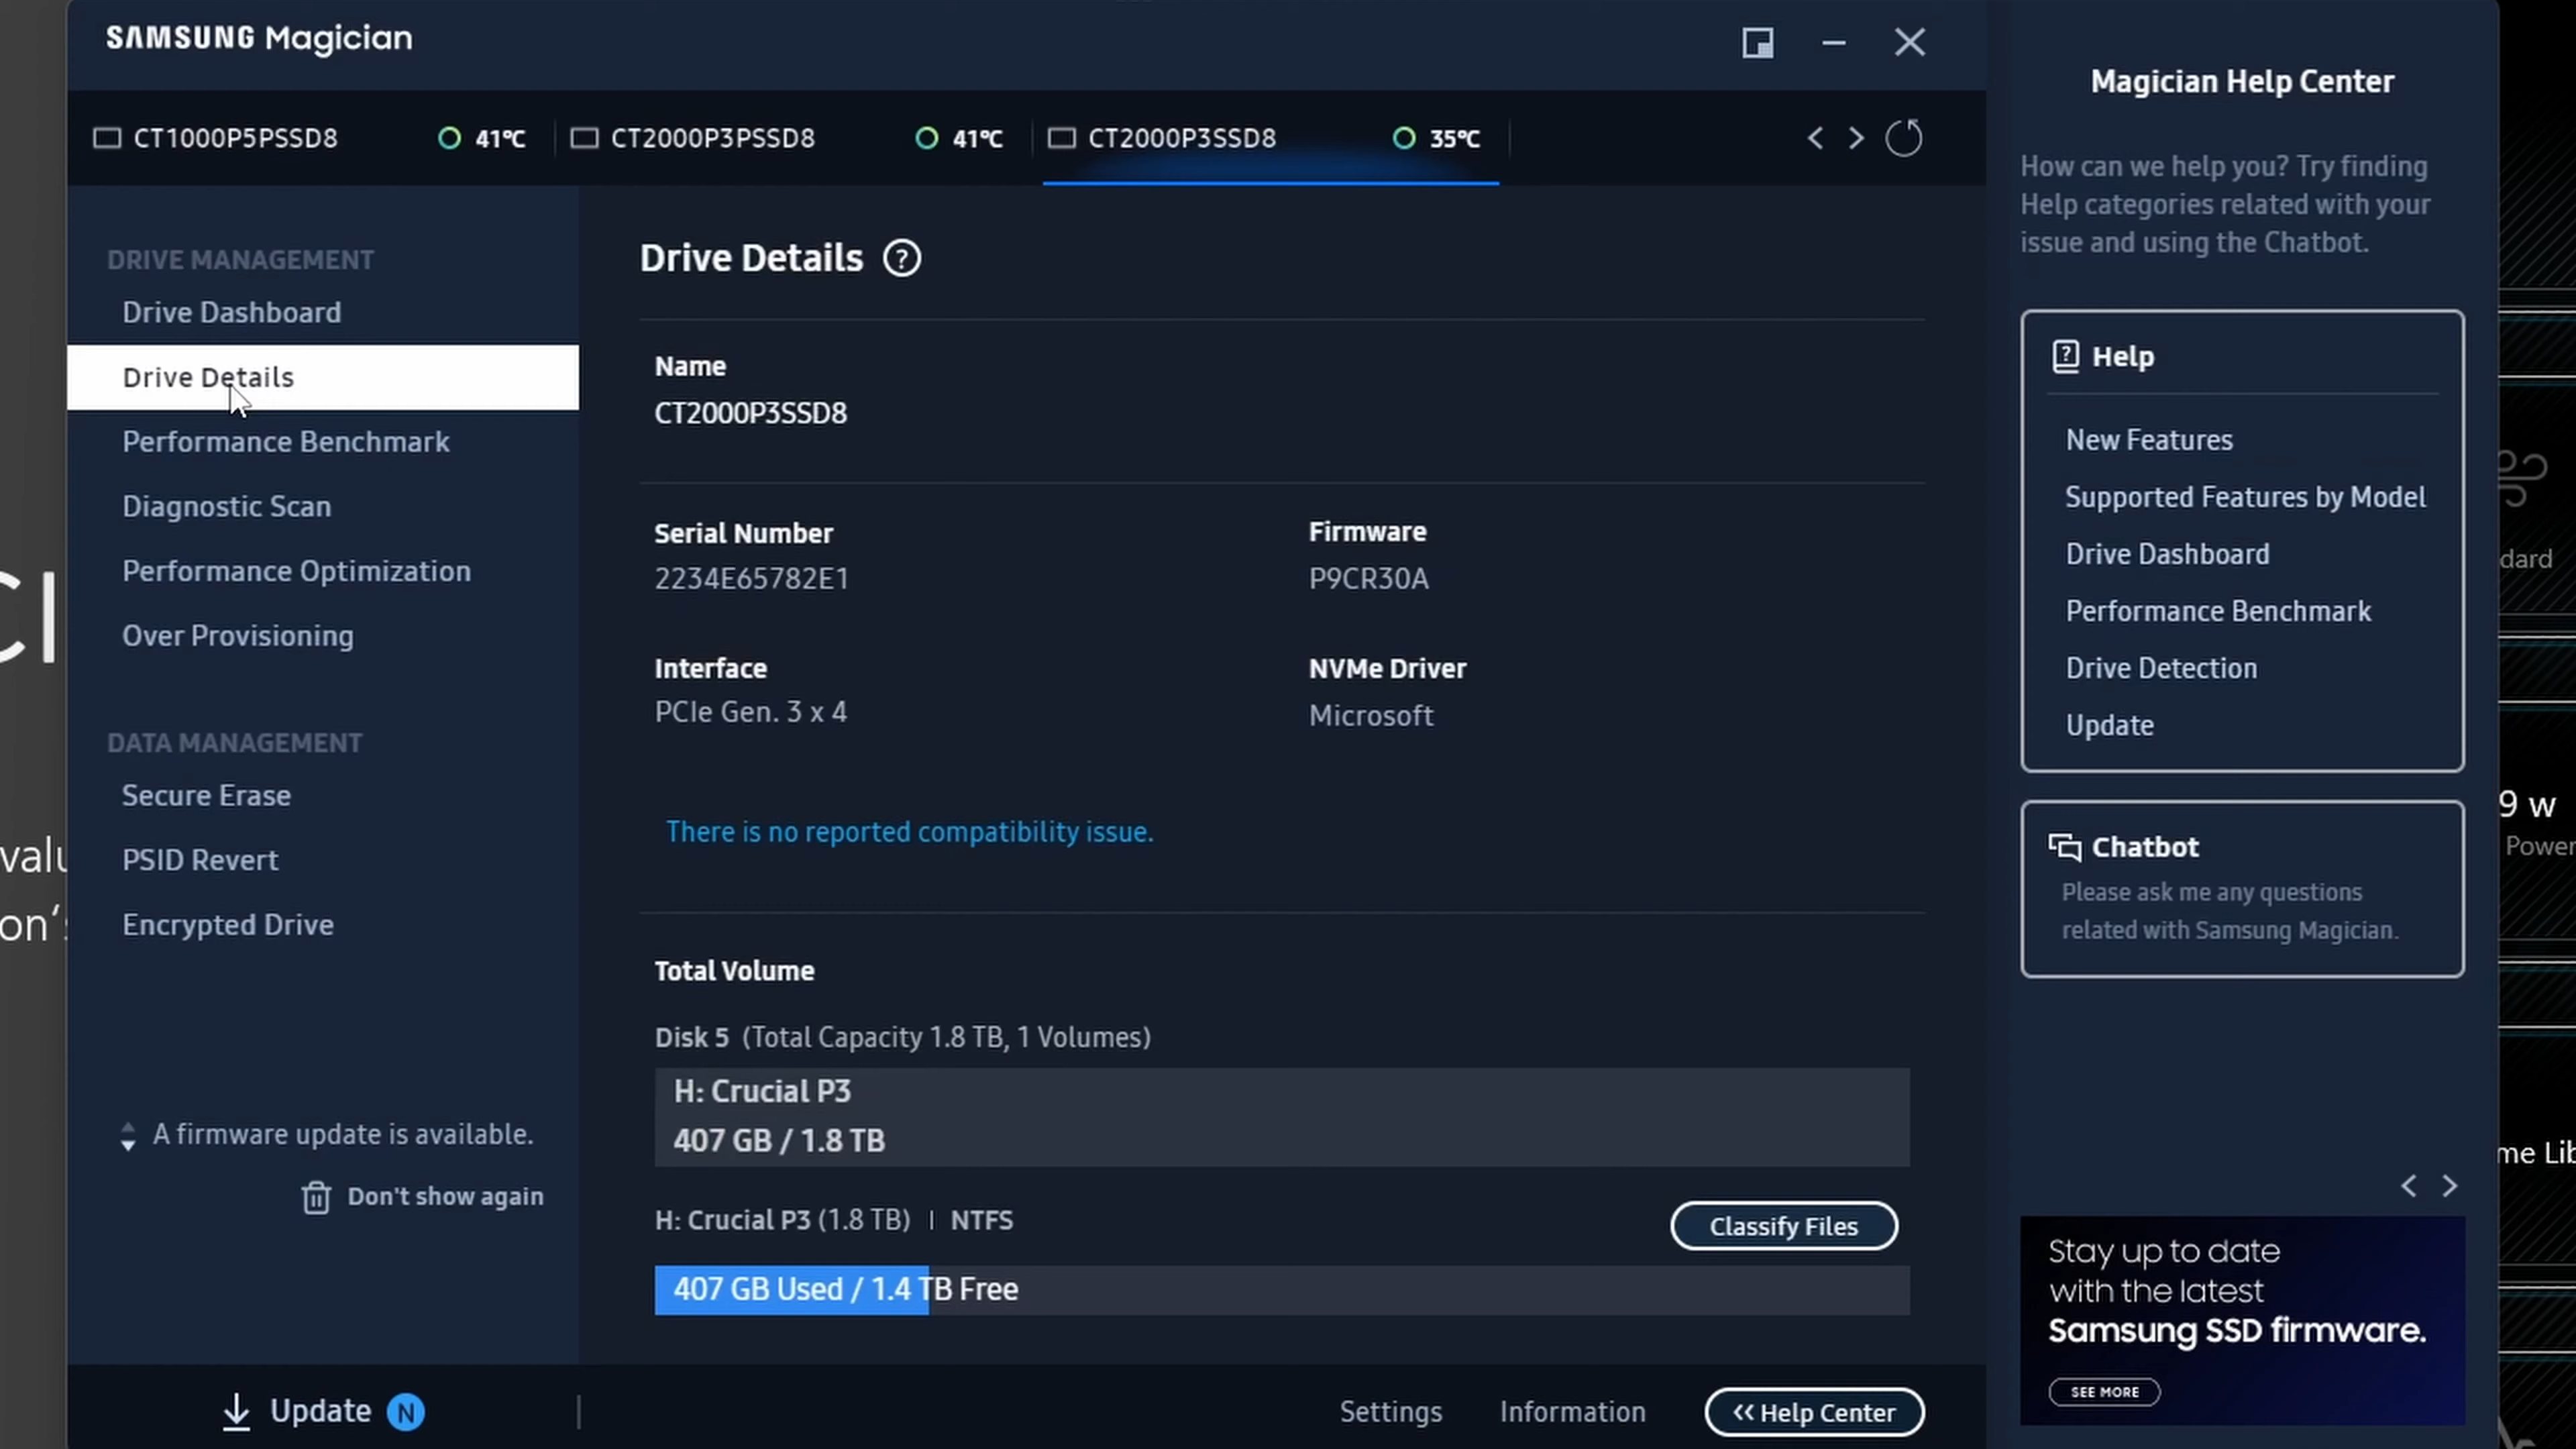 SAMSUNG Magician
CT1000P5PSSD8 41℃ CT2000P3PSSD8 41℃ CT2000P3SSD8 35℃
DRIVE MANAGEMENT
Drive Dashboard
Drive Details
Performance Benchmark
Diagnostic Scan
Performance Optimization
Over Provisioning
DATA MANAGEMENT
Secure Erase
PSID Revert
Encrypted Drive
A firmware update is available.
Don't show again
Update N
Drive Details ?
Name
CT2000P3SSD8
Serial Number
2234E65782E1
Firmware
P9CR30A
Interface
PCIe Gen. 3 x 4
NVMe Driver
Microsoft
There is no reported compatibility issue.
Total Volume
Disk 5 (Total Capacity 1.8 TB, 1 Volumes)
H: Crucial P3
407 GB / 1.8 TB
H: Crucial P3 (1.8 TB) | NTFS
Classify Files
407 GB Used / 1.4 TB Free
Settings Information << Help Center
Magician Help Center
How can we help you? Try finding
Help categories related with your
issue and using the Chatbot.
Help
New Features
Supported Features by Model
Drive Dashboard
Performance Benchmark
Drive Detection
Update
Chatbot
Please ask me any questions
related with Samsung Magician.
Stay up to date
with the latest
Samsung SSD firmware.
SEE MORE
valu
on's
dard
9 w
Power
me Lib